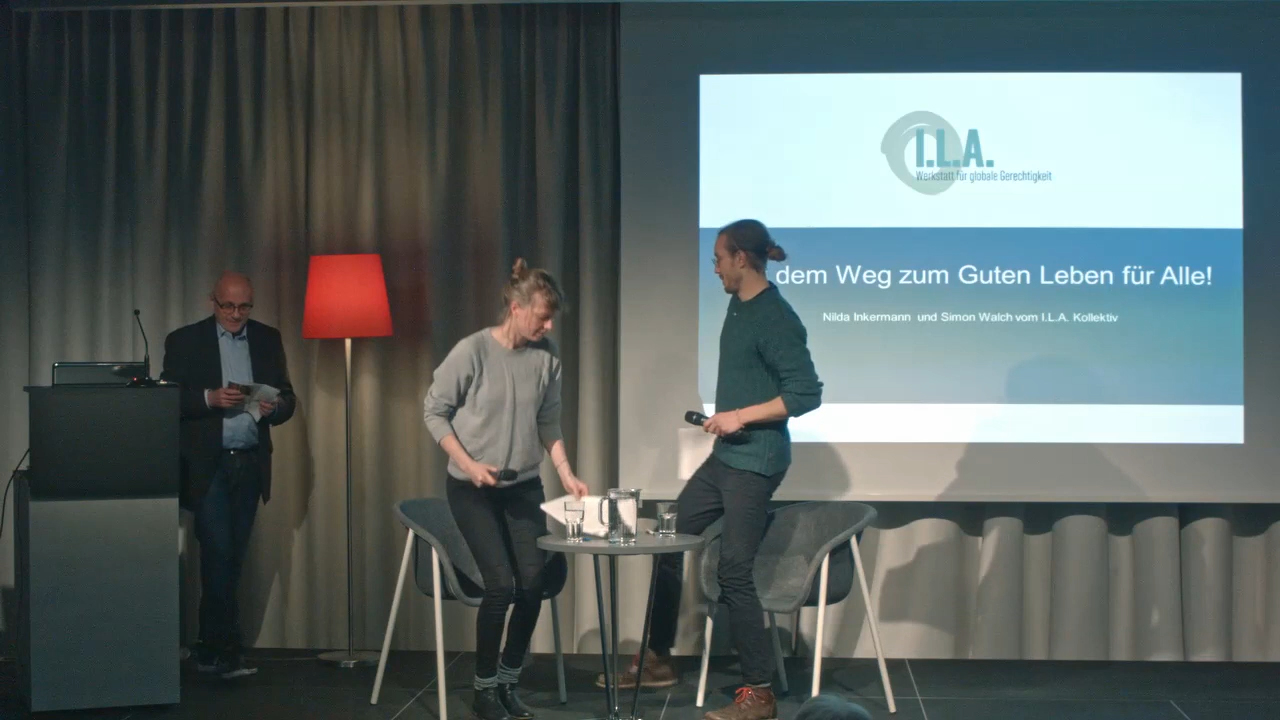 I.L.A.
Werkstatt für globale Gerechtigkeit
dem Weg zum Guten Leben für Alle!
Nilda Inkermann und Simon Walch vom I.L.A. Kollektiv